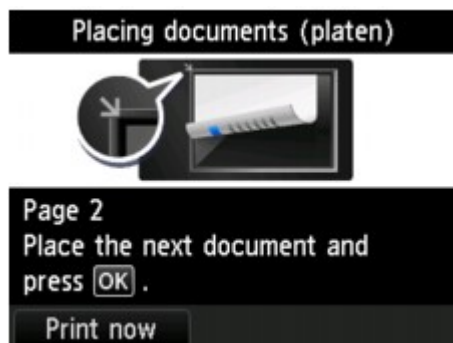 Placing documents (platen)
Page 2
Place the next document and
press OK .
Print now